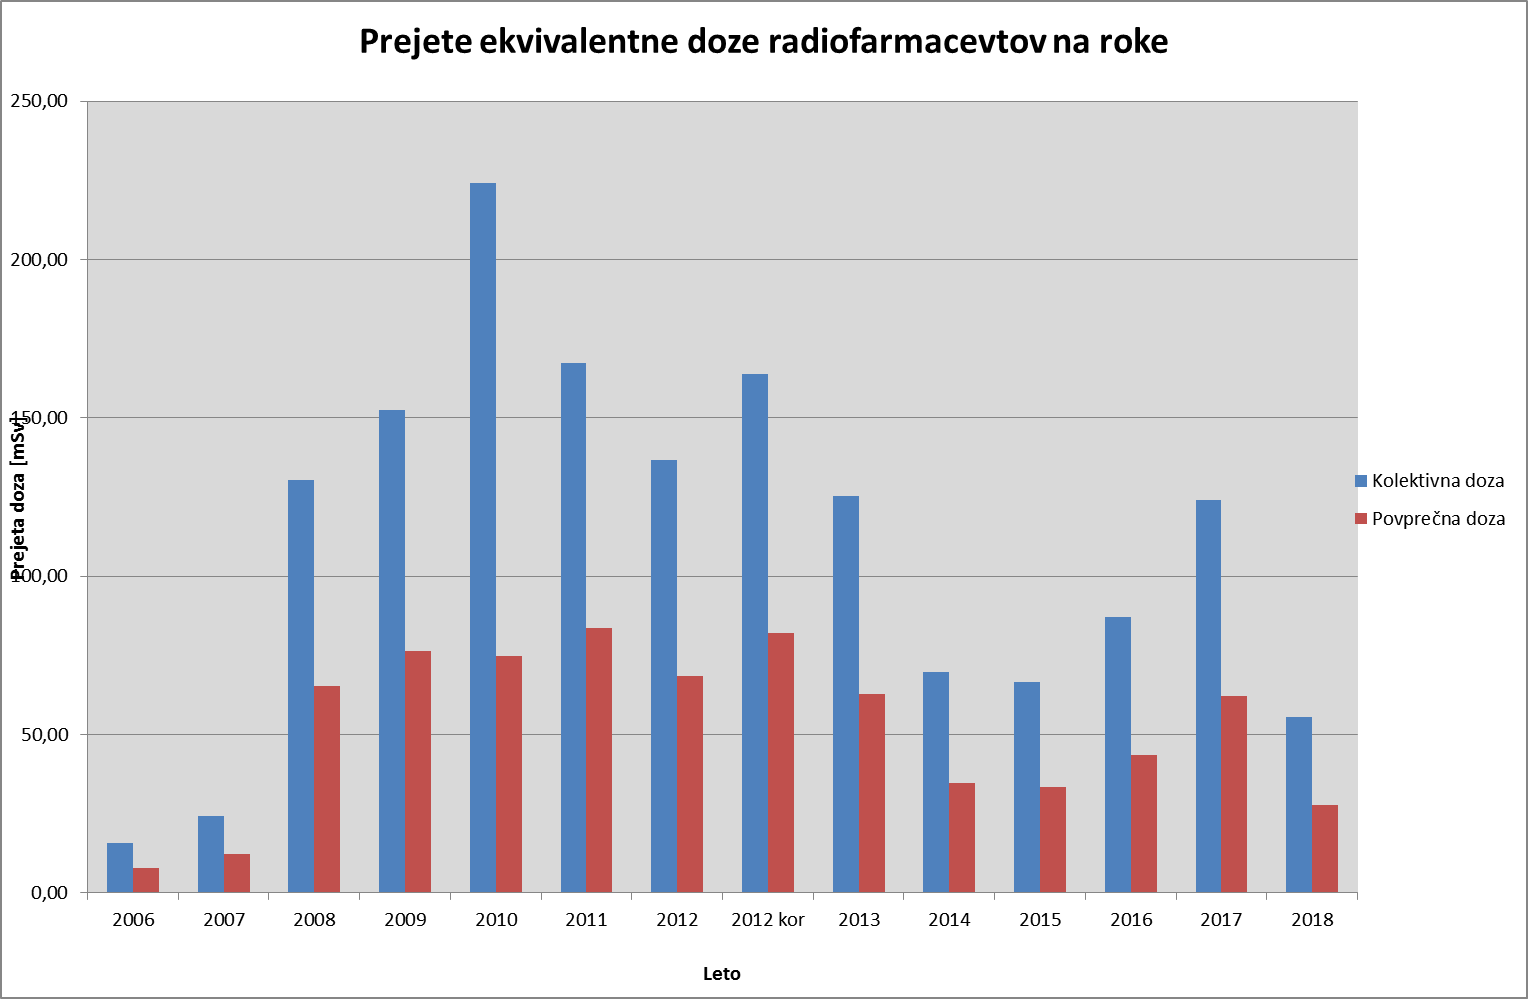 Prejete ekvivalentne doze radiofarmacevtov na roke
250,00
200,00
150,00
100,00
50,00
0,00
Prejeta doza [mSv]
2006 2007 2008 2009 2010 2011 2012 2012 kor 2013 2014 2015 2016 2017 2018
Leto
Kolektivna doza
Povprečna doza